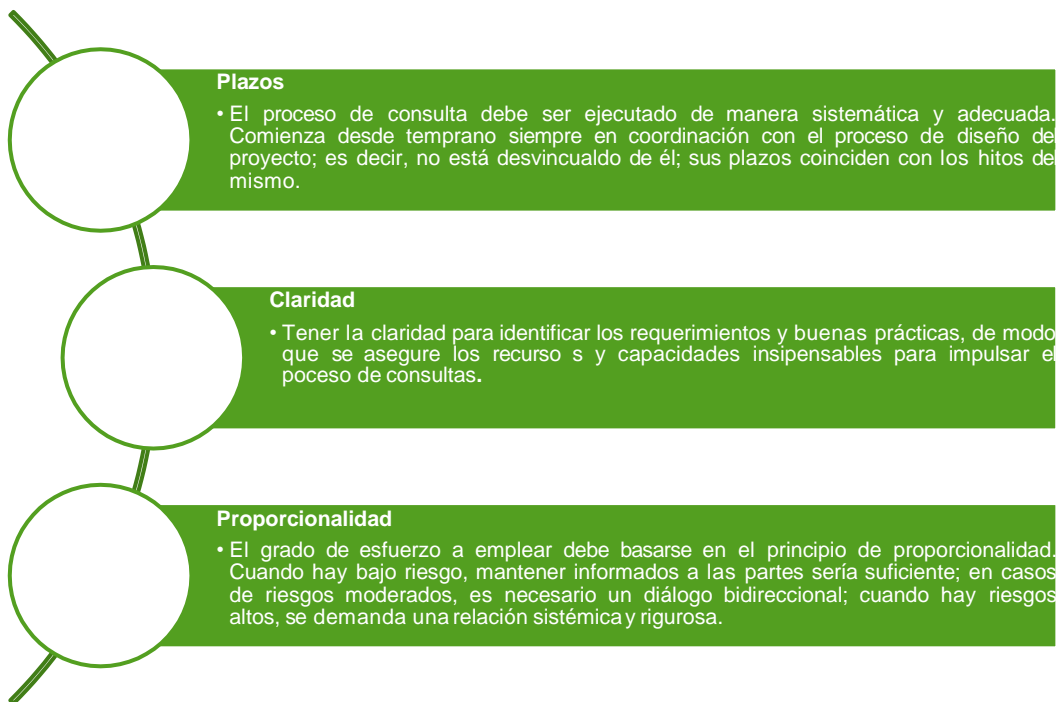 Plazos
• El proceso de consulta debe ser ejecutado de manera sistemática y adecuada.
Comienza desde temprano siempre en coordinación con el proceso de diseño del
proyecto; es decir, no está desvincualdo de él; sus plazos coinciden con los hitos del
mismo.
Claridad
• Tener la claridad para identificar los requerimientos y buenas prácticas, de modo
que se asegure los recurso s y capacidades insipensables para impulsar el
poceso de consultas.
Proporcionalidad
• El grado de esfuerzo a emplear debe basarse en el principio de proporcionalidad.
Cuando hay bajo riesgo, mantener informados a las partes sería suficiente; en casos
de riesgos moderados, es necesario un diálogo bidireccional; cuando hay riesgos
altos, se demanda una relación sistémica y rigurosa.